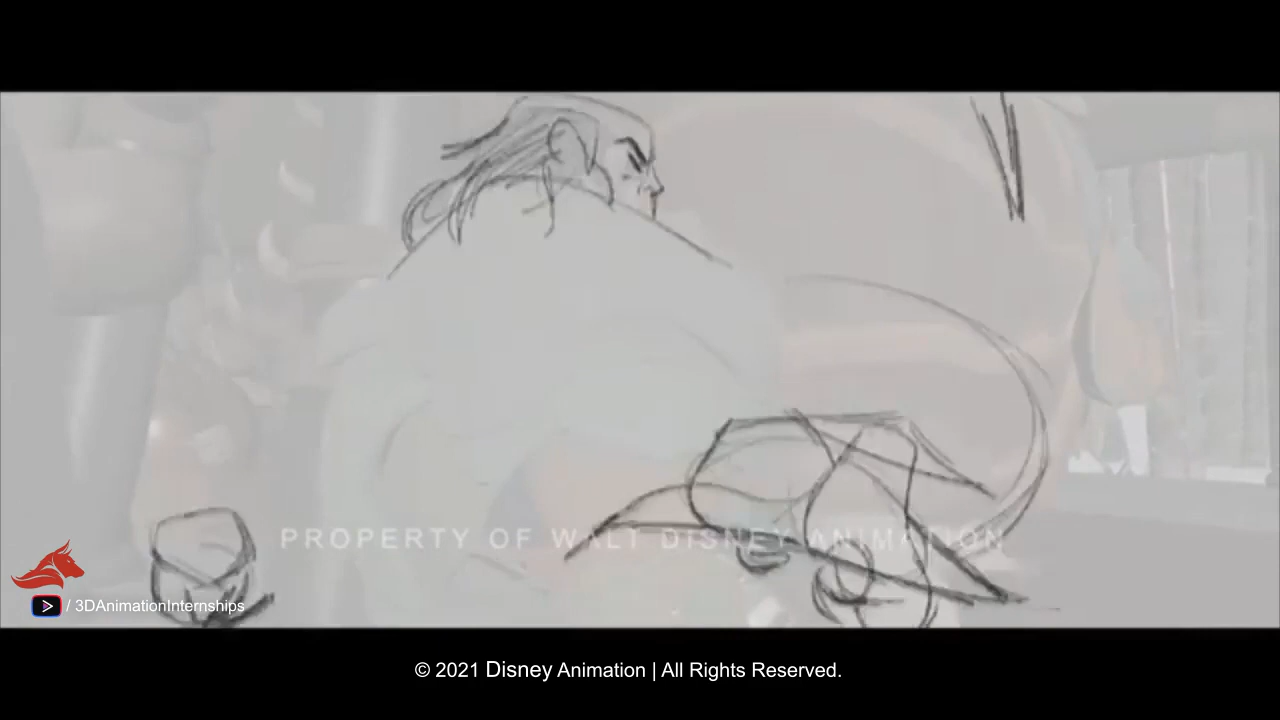 PROPERTY OF WALT DISNEY ANIMATION
/ 3DAnimationInternships
© 2021 Disney Animation | All Rights Reserved.